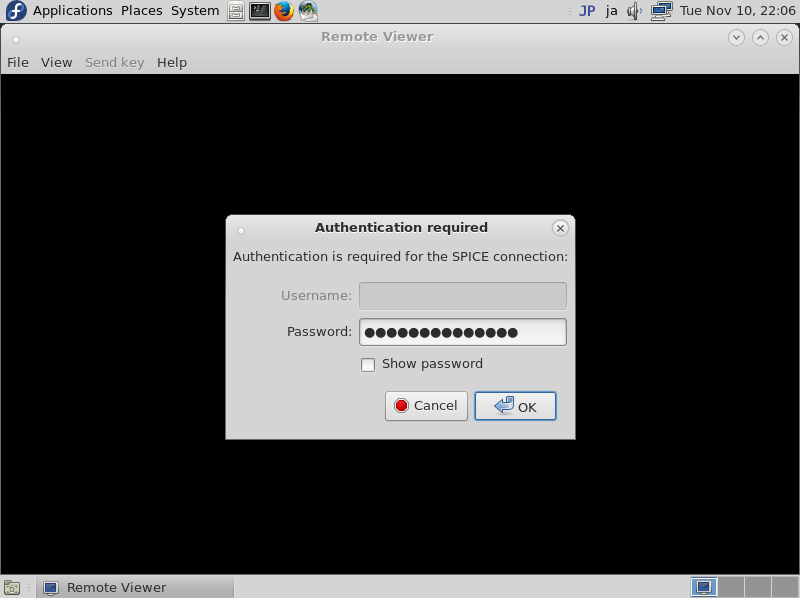 Applications Places System JP ja Tue Nov 10, 22:06
Remote Viewer
File View Send key Help
Authentication required
Authentication is required for the SPICE connection:
Username:
Password: ●●●●●●●●●●●●●●
Show password
Cancel OK
Remote Viewer